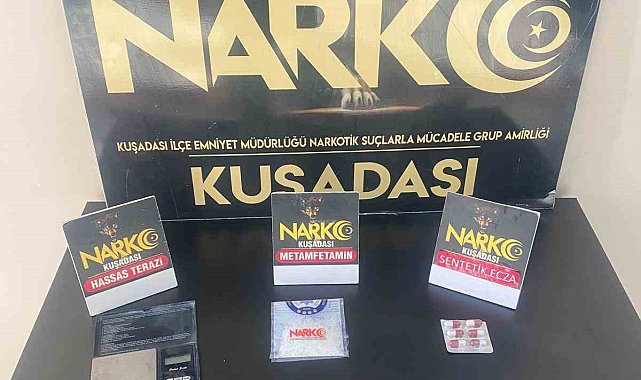 NARKO
KUŞADASI İLÇE EMNİYET MÜDÜRLÜĞÜ NARKOTİK SUÇLARLA MÜCADELE GRUP AMİRLİĞİ
KUŞADASI
NARKO
KUŞADASI
HASSAS TERAZİ
NARKO
KUŞADASI
METAMFETAMİN
NARKO
KUŞADASI
SENTETİK ECZA
NARKO